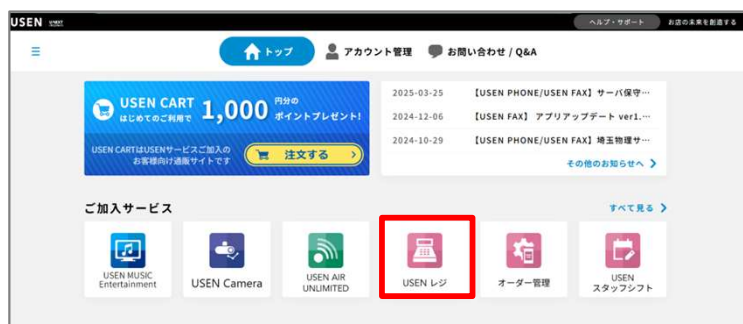 USEN
ヘルプ・サポート
お店の未来を創造する
トップ
アカウント管理
お問い合わせ / Q&A
USEN CART
はじめてのご利用で
1,000
円分の
ポイントプレゼント!
USEN CARTはUSENサービスご加入の
お客様向け通販サイトです
注文する
2025-03-25 【USEN PHONE/USEN FAX】サーバ保守…
2024-12-06 【USEN FAX】 アプリアップデート ver1.…
2024-10-29 【USEN PHONE/USEN FAX】埼玉物理サ…
その他のお知らせへ
ご加入サービス
すべて見る
USEN MUSIC
Entertainment
USEN Camera
USEN AIR
UNLIMITED
USEN レジ
オーダー管理
USEN
スタッフシフト